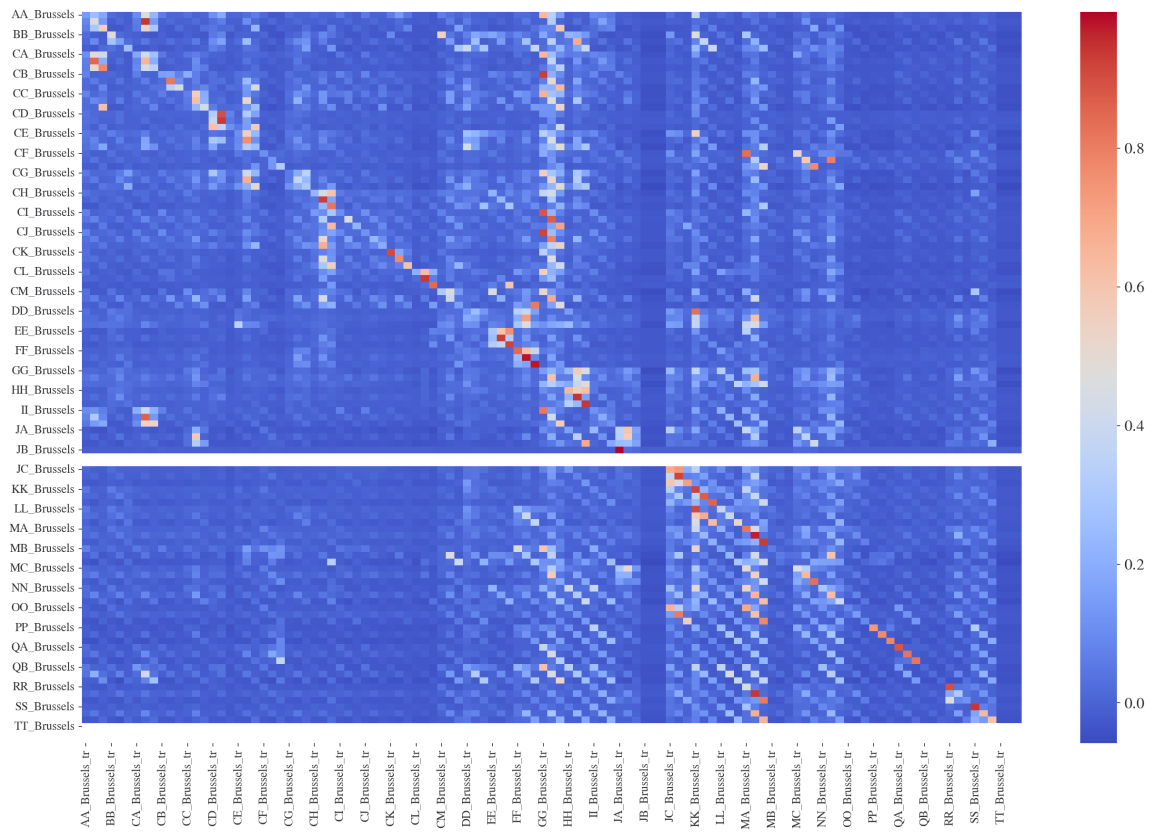 AA_Brussels
BB_Brussels
CA_Brussels
CB_Brussels
CC_Brussels
CD_Brussels
CE_Brussels
CF_Brussels
CG_Brussels
CH_Brussels
CI_Brussels
CJ_Brussels
CK_Brussels
CL_Brussels
CM_Brussels
DD_Brussels
EE_Brussels
FF_Brussels
GG_Brussels
HH_Brussels
II_Brussels
JA_Brussels
JB_Brussels
JC_Brussels
KK_Brussels
LL_Brussels
MA_Brussels
MB_Brussels
MC_Brussels
NN_Brussels
OO_Brussels
PP_Brussels
QA_Brussels
QB_Brussels
RR_Brussels
SS_Brussels
TT_Brussels
AA_Brussels_tr
BB_Brussels_tr
CA_Brussels_tr
CB_Brussels_tr
CC_Brussels_tr
CD_Brussels_tr
CE_Brussels_tr
CF_Brussels_tr
CG_Brussels_tr
CH_Brussels_tr
CI_Brussels_tr
CJ_Brussels_tr
CK_Brussels_tr
CL_Brussels_tr
CM_Brussels_tr
DD_Brussels_tr
EE_Brussels_tr
FF_Brussels_tr
GG_Brussels_tr
HH_Brussels_tr
II_Brussels_tr
JA_Brussels_tr
JB_Brussels_tr
JC_Brussels_tr
KK_Brussels_tr
LL_Brussels_tr
MA_Brussels_tr
MB_Brussels_tr
MC_Brussels_tr
NN_Brussels_tr
OO_Brussels_tr
PP_Brussels_tr
QA_Brussels_tr
QB_Brussels_tr
RR_Brussels_tr
SS_Brussels_tr
TT_Brussels_tr
0.8
0.6
0.4
0.2
0.0